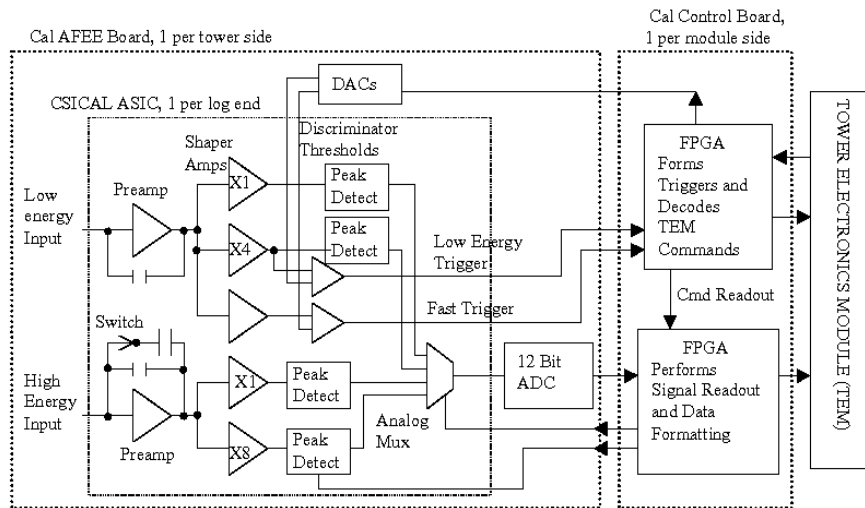 Cal AFEE Board, 1 per tower side
Cal Control Board,
1 per module side
CSICAL ASIC, 1 per log end
DACs
Discriminator
Thresholds
Shaper
Amps
Preamp
Low
energy
Input
X1
Peak
Detect
X4
Peak
Detect
Low Energy
Trigger
Fast Trigger
FPGA
Forms
Triggers and
Decodes
TEM
Commands
Cmd Readout
Switch
High
Energy
Input
Preamp
X1
Peak
Detect
X8
Peak
Detect
Analog
Mux
12 Bit
ADC
FPGA
Performs
Signal Readout
and Data
Formatting
TOWER ELECTRONICS MODULE (TEM)